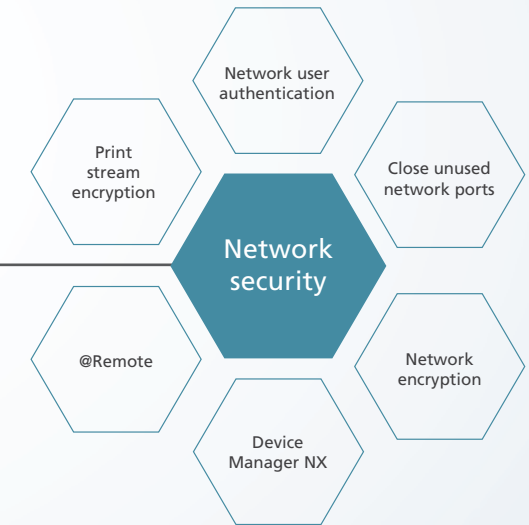 Network user
authentication
Print
stream
encryption
Close unused
network ports
Network
security
@Remote
Network
encryption
Device
Manager NX